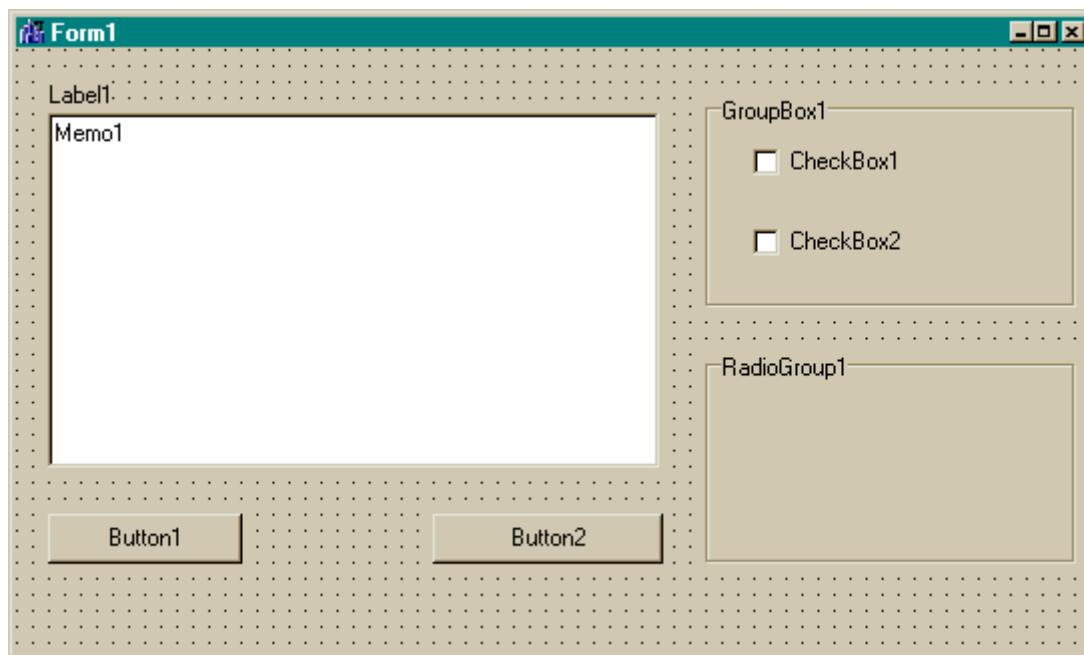 Form1
Label1
Memo1
GroupBox1
CheckBox1
CheckBox2
RadioGroup1
Button1
Button2